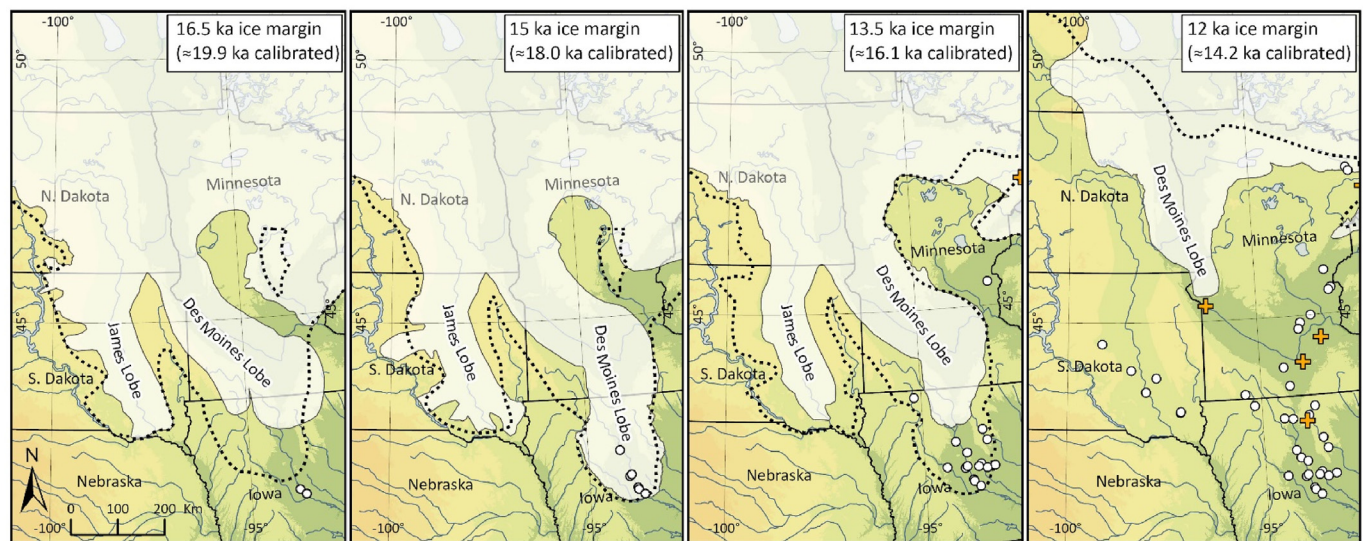 -100°
16.5 ka ice margin
(≈19.9 ka calibrated)
50°
N. Dakota
Minnesota
45°
45°
James Lobe
Des Moines Lobe
S. Dakota
N
Nebraska
Iowa
0 100 200 Km
-100°
-95°
-100°
15 ka ice margin
(≈18.0 ka calibrated)
50°
N. Dakota
Minnesota
45°
45°
James Lobe
Des Moines Lobe
S. Dakota
Nebraska
Iowa
-100°
-95°
-100°
13.5 ka ice margin
(≈16.1 ka calibrated)
50°
N. Dakota
Minnesota
45°
45°
James Lobe
Des Moines Lobe
S. Dakota
Nebraska
Iowa
-100°
-95°
-100°
12 ka ice margin
(≈14.2 ka calibrated)
50°
N. Dakota
Des Moines Lobe
Minnesota
45°
45°
S. Dakota
Nebraska
Iowa
-100°
-95°